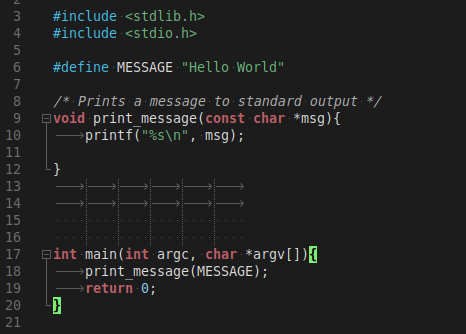 3 #include <stdlib.h>
4 #include <stdio.h>
5
6 #define MESSAGE "Hello World"
7
8 /* Prints a message to standard output */
9 void print_message(const char *msg){
10 printf("%s\n", msg);
11
12 }
13
14
15
16
17 int main(int argc, char *argv[]){
18 print_message(MESSAGE);
19 return 0;
20 }
21